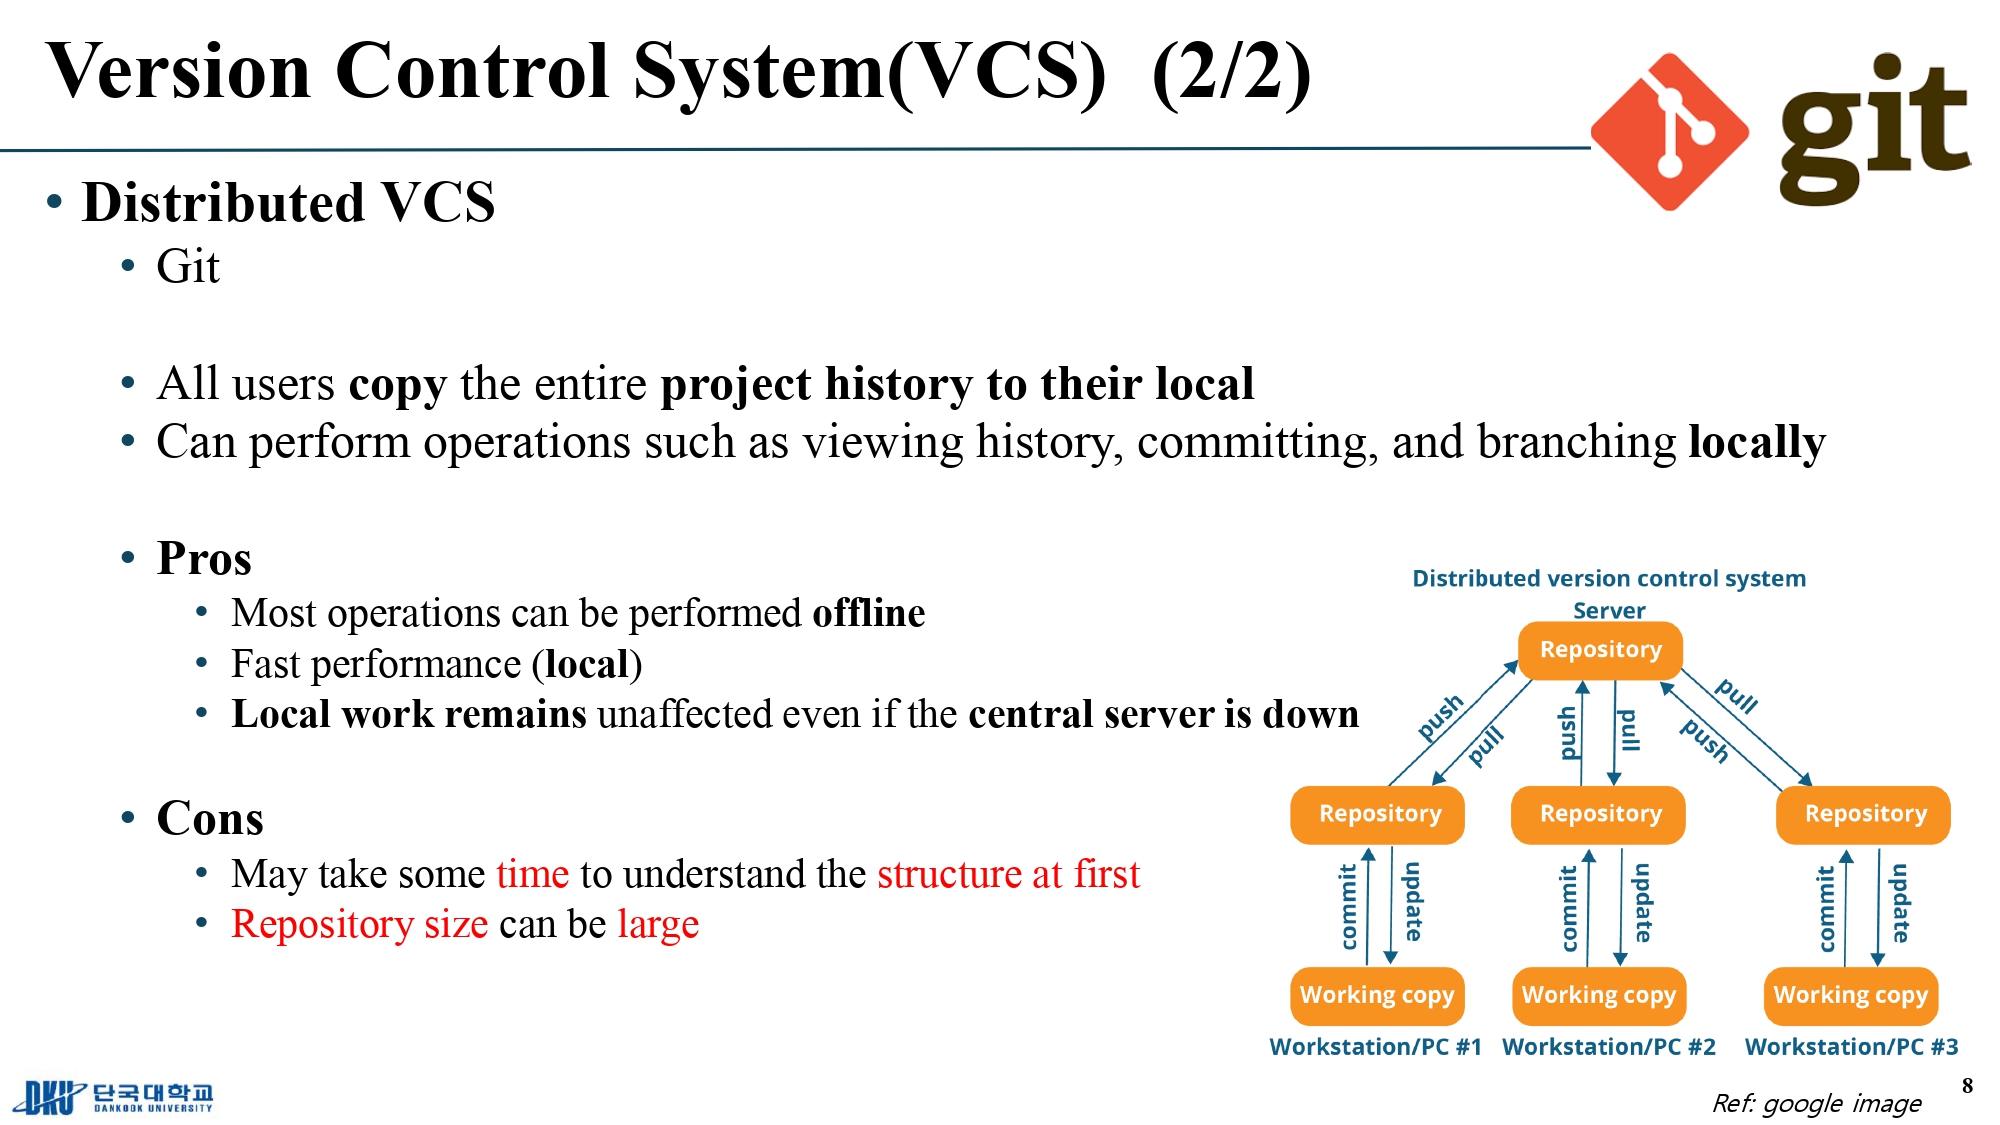 Version Control System(VCS) (2/2)
git
• Distributed VCS
• Git
• All users copy the entire project history to their local
• Can perform operations such as viewing history, committing, and branching locally
• Pros
• Most operations can be performed offline
• Fast performance (local)
• Local work remains unaffected even if the central server is down
• Cons
• May take some time to understand the structure at first
• Repository size can be large
Distributed version control system
Server
Repository
push
pull
push
pull
push
pull
Repository
Repository
Repository
commit
update
commit
update
commit
update
Working copy
Working copy
Working copy
Workstation/PC #1
Workstation/PC #2
Workstation/PC #3
DKU 단국대학교
DANKOOK UNIVERSITY
Ref: google image
8